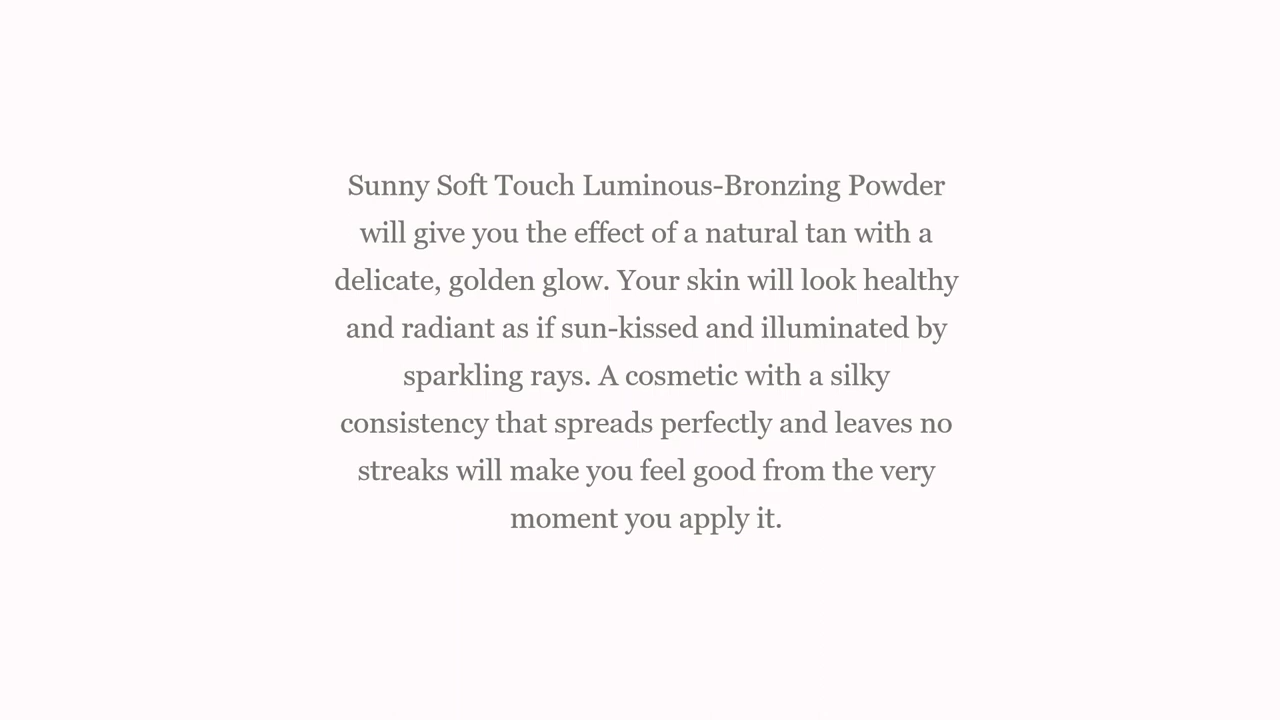 Sunny Soft Touch Luminous-Bronzing Powder
will give you the effect of a natural tan with a
delicate, golden glow. Your skin will look healthy
and radiant as if sun-kissed and illuminated by
sparkling rays. A cosmetic with a silky
consistency that spreads perfectly and leaves no
streaks will make you feel good from the very
moment you apply it.